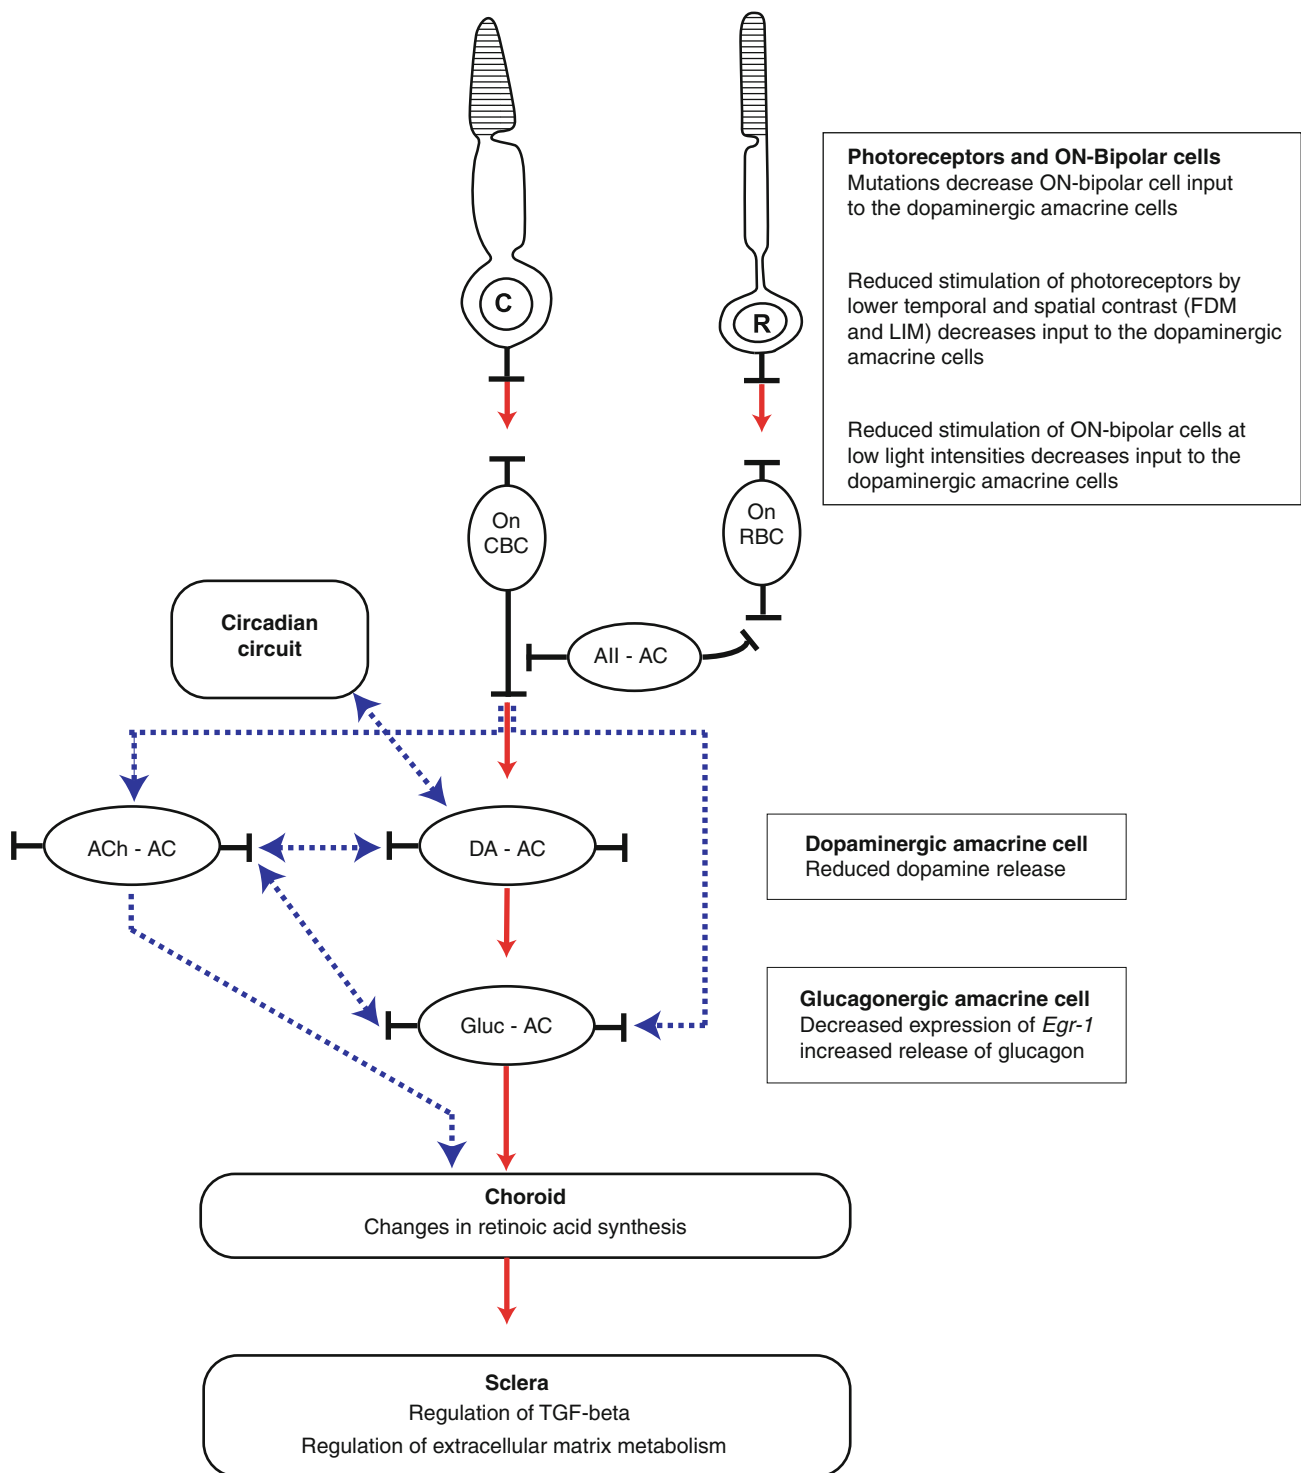 C
R
Photoreceptors and ON-Bipolar cells
Mutations decrease ON-bipolar cell input
to the dopaminergic amacrine cells
Reduced stimulation of photoreceptors by
lower temporal and spatial contrast (FDM
and LIM) decreases input to the dopaminergic
amacrine cells
Reduced stimulation of ON-bipolar cells at
low light intensities decreases input to the
dopaminergic amacrine cells
On
CBC
On
RBC
Circadian
circuit
AII - AC
ACh - AC
DA - AC
Dopaminergic amacrine cell
Reduced dopamine release
Gluc - AC
Glucagonergic amacrine cell
Decreased expression of Egr-1
increased release of glucagon
Choroid
Changes in retinoic acid synthesis
Sclera
Regulation of TGF-beta
Regulation of extracellular matrix metabolism